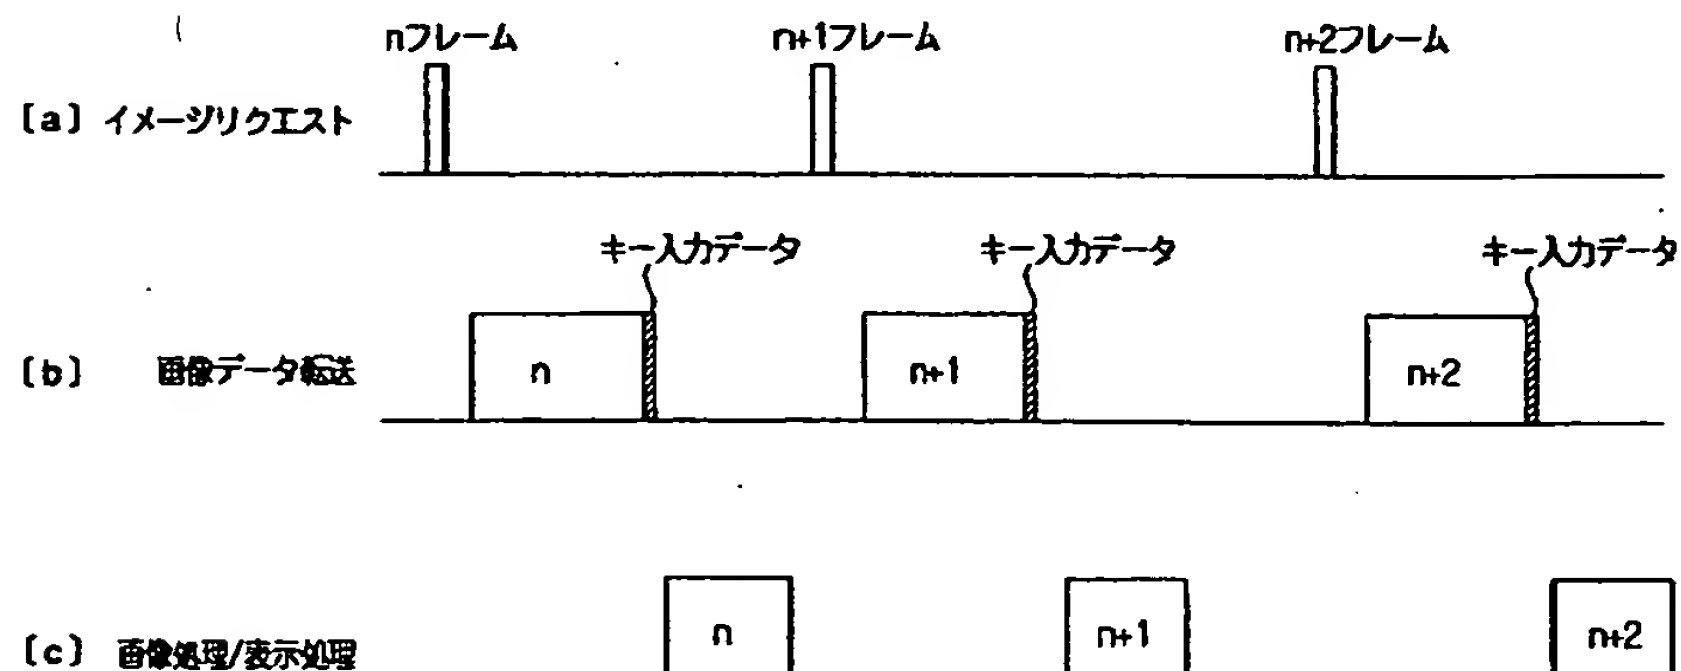 nフレーム n+1フレーム n+2フレーム
[a] イメージリクエスト
キー入力データ キー入力データ キー入力データ
[b] 画像データ転送 n n+1 n+2
[c] 画像処理/表示処理 n n+1 n+2